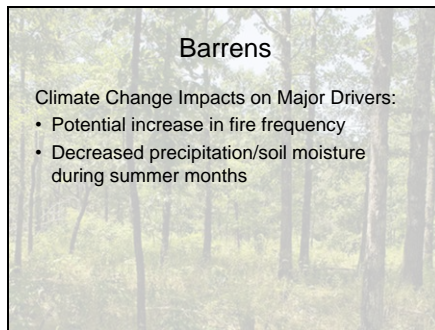 Barrens
Climate Change Impacts on Major Drivers:
• Potential increase in fire frequency
• Decreased precipitation/soil moisture
during summer months